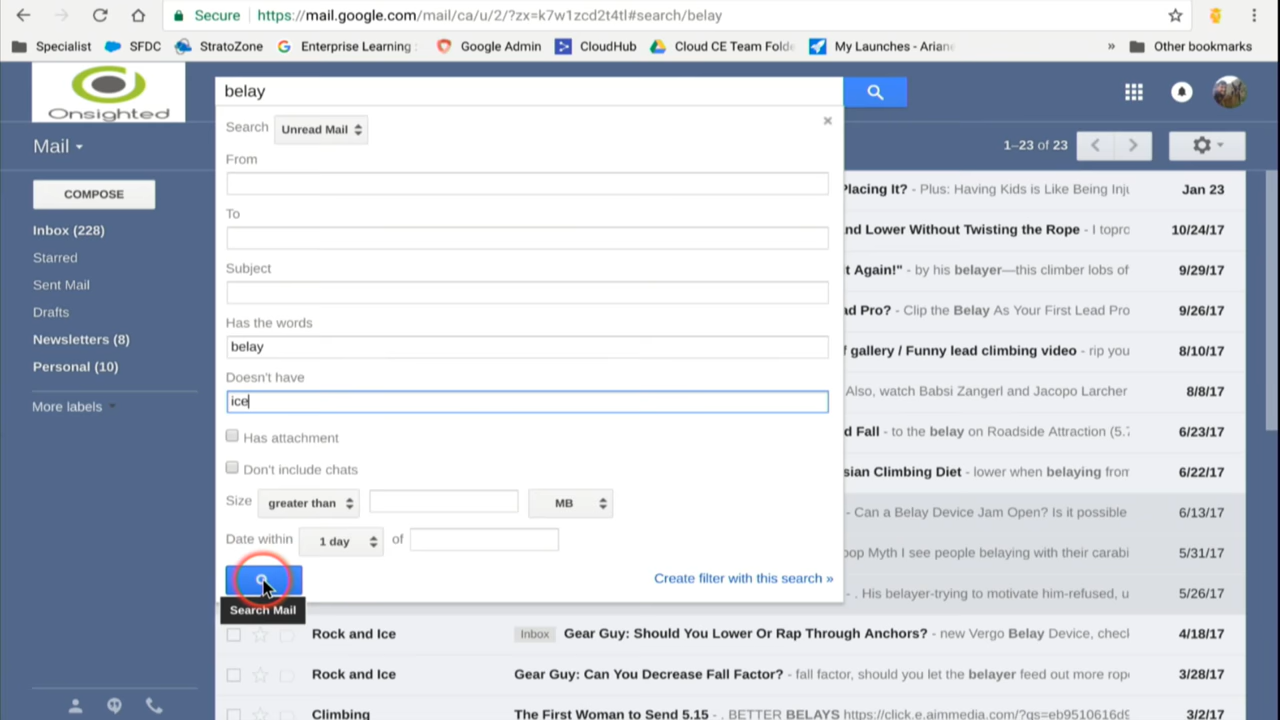 Secure https://mail.google.com/mail/ca/u/2/?zx=k7w1zcd2t4tl#search/belay
Specialist SFDC StratoZone Enterprise Learning Google Admin CloudHub Cloud CE Team Folde My Launches - Ariane » Other bookmarks
Onsighted
belay
Mail
COMPOSE
Inbox (228)
Starred
Sent Mail
Drafts
Newsletters (8)
Personal (10)
More labels
Search Unread Mail
From
To
Subject
Has the words
belay
Doesn't have
ice
Has attachment
Don't include chats
Size greater than MB
Date within 1 day of
Create filter with this search »
Search Mail
1–23 of 23
Placing It? - Plus: Having Kids is Like Being Inju Jan 23
nd Lower Without Twisting the Rope - I topro 10/24/17
t Again!" - by his belayer—this climber lobs of 9/29/17
ad Pro? - Clip the Belay As Your First Lead Pro 9/26/17
f gallery / Funny lead climbing video - rip you 8/10/17
Also, watch Babsi Zangerl and Jacopo Larcher 8/8/17
d Fall - to the belay on Roadside Attraction (5.7 6/23/17
sian Climbing Diet - lower when belaying from 6/22/17
- Can a Belay Device Jam Open? Is it possible 6/13/17
oop Myth I see people belaying with their carabi 5/31/17
- . His belayer-trying to motivate him-refused, u 5/26/17
Rock and Ice Inbox Gear Guy: Should You Lower Or Rap Through Anchors? - new Vergo Belay Device, checl 4/18/17
Rock and Ice Gear Guy: Can You Decrease Fall Factor? - fall factor, should you let the belayer feed out more rope 3/28/17
Climbing The First Woman to Send 5.15 - . BETTER BELAYS https://click.e.aimmedia.com/?qs=eb9510616d9 3/2/17